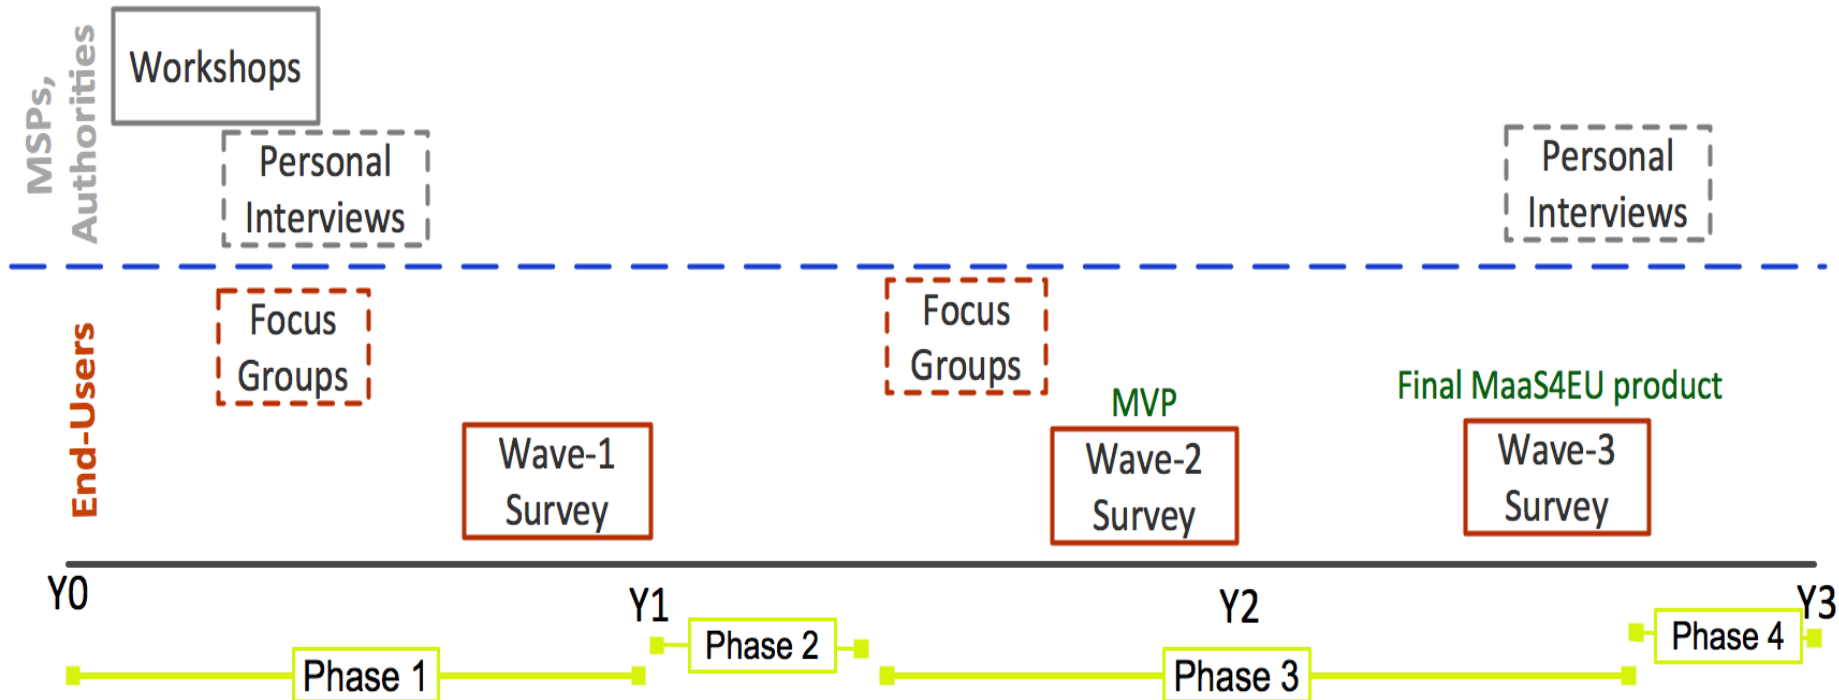 MSPs,
Authorities
Workshops
Personal
Interviews
Personal
Interviews
End-Users
Focus
Groups
Focus
Groups
Wave-1
Survey
MVP
Wave-2
Survey
Final MaaS4EU product
Wave-3
Survey
Y0
Y1
Y2
Y3
Phase 1
Phase 2
Phase 3
Phase 4